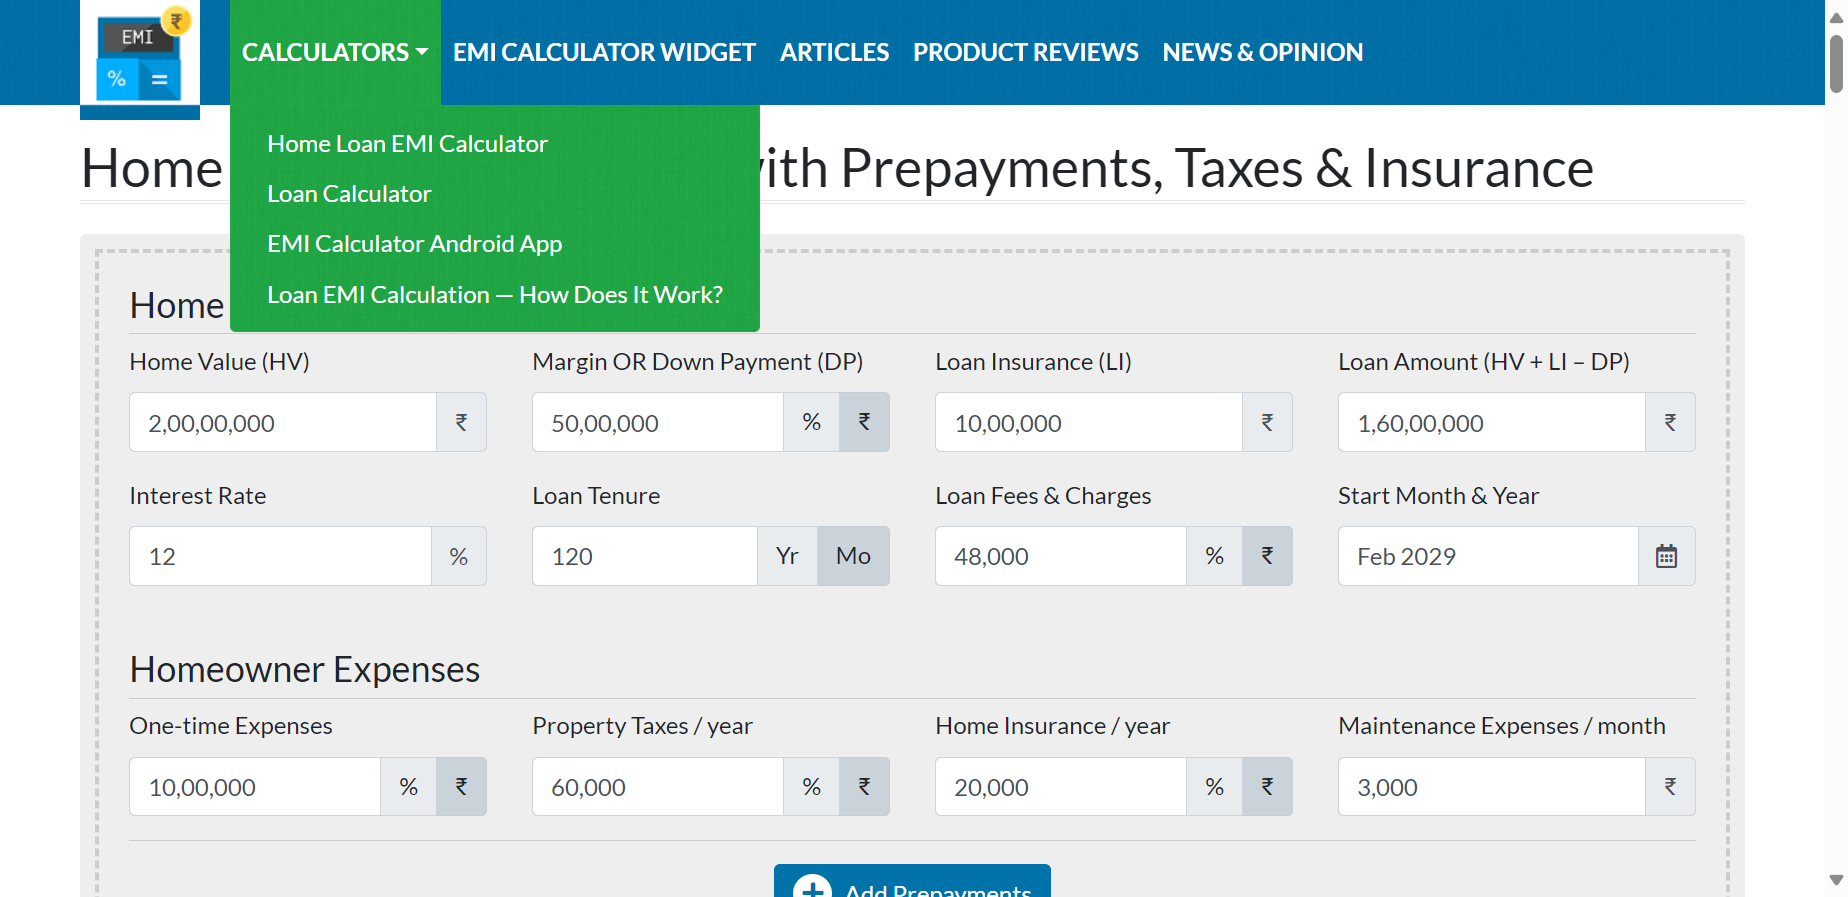 EMI
₹
%
=
CALCULATORS
EMI CALCULATOR WIDGET
ARTICLES
PRODUCT REVIEWS
NEWS & OPINION
Home Loan EMI Calculator
Loan Calculator
EMI Calculator Android App
Loan EMI Calculation — How Does It Work?
Home with Prepayments, Taxes & Insurance
Home
Home Value (HV)
Margin OR Down Payment (DP)
Loan Insurance (LI)
Loan Amount (HV + LI – DP)
2,00,00,000 ₹
50,00,000 % ₹
10,00,000 ₹
1,60,00,000 ₹
Interest Rate
Loan Tenure
Loan Fees & Charges
Start Month & Year
12 %
120 Yr Mo
48,000 % ₹
Feb 2029
Homeowner Expenses
One-time Expenses
Property Taxes / year
Home Insurance / year
Maintenance Expenses / month
10,00,000 % ₹
60,000 % ₹
20,000 % ₹
3,000 ₹
Add Prepayments